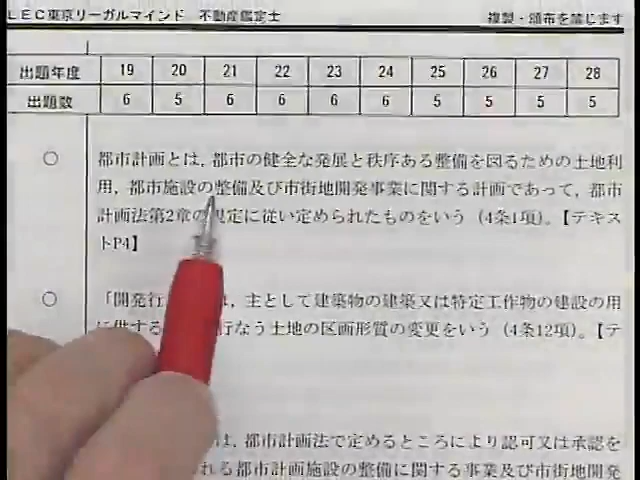 LEC東京リーガルマインド 不動産鑑定士 複製・頒布を禁じます
出題年度 19 20 21 22 23 24 25 26 27 28
出題数 6 5 6 6 6 6 5 5 5 5
○ 都市計画とは、都市の健全な発展と秩序ある整備を図るための土地利
用、都市施設の整備及び市街地開発事業に関する計画であって、都市
計画法第2章の規定に従い定められたものをいう（4条1項）。【テキス
トP4】
○ 「開発行 は、主として建築物の建築又は特定工作物の建設の用
に供する 行なう土地の区画形質の変更をいう（4条12項）。【テ
は、都市計画法で定めるところにより認可又は承認を
れる都市計画施設の整備に関する事業及び市街地開発